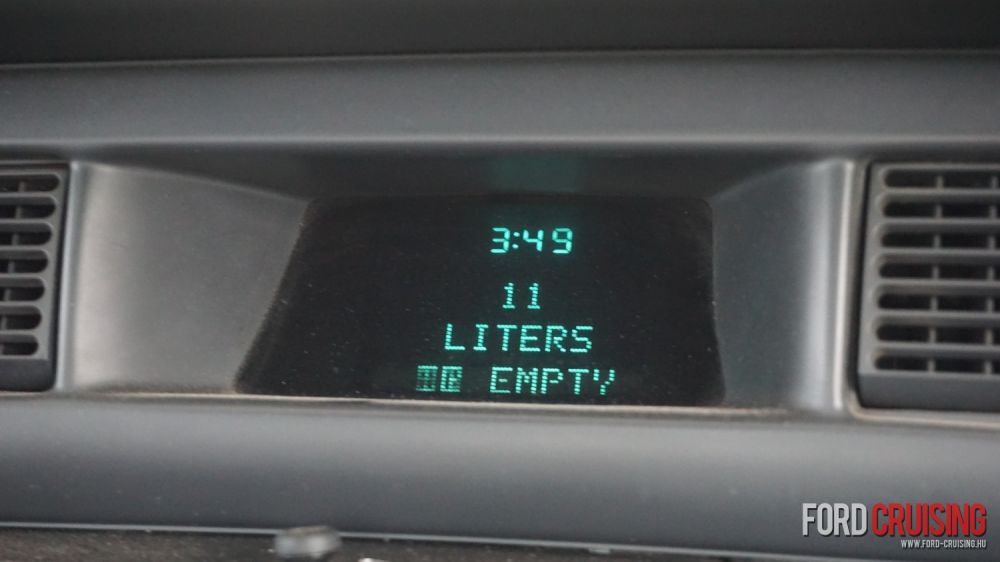 3:49
11
LITERS
EMPTY
FORD CRUISING
WWW.FORD-CRUISING.HU